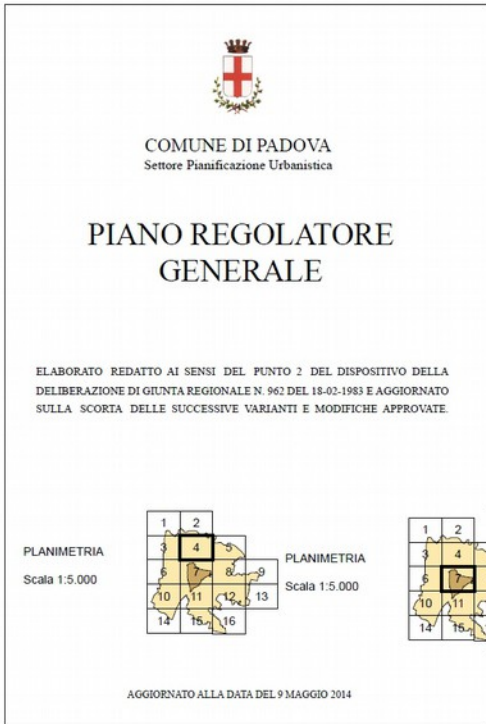 COMUNE DI PADOVA
Settore Pianificazione Urbanistica
PIANO REGOLATORE
GENERALE
ELABORATO REDATTO AI SENSI DEL PUNTO 2 DEL DISPOSITIVO DELLA
DELIBERAZIONE DI GIUNTA REGIONALE N. 962 DEL 18-02-1983 E AGGIORNATO
SULLA SCORTA DELLE SUCCESSIVE VARIANTI E MODIFICHE APPROVATE.
PLANIMETRIA
Scala 1:5.000
1 2
3 4 5
6 7 8 9
10 11 12 13
14 15 16
PLANIMETRIA
Scala 1:5.000
1 2
3 4
6 7
10 11
14 15
AGGIORNATO ALLA DATA DEL 9 MAGGIO 2014